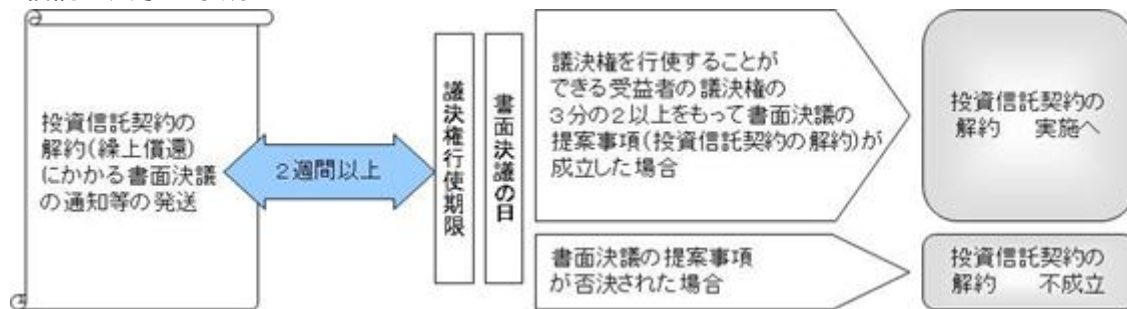 投資信託契約の
解約(繰上償還)
にかかる書面決議
の通知等の発送
2週間以上
議決権行使期限
書面決議の日
議決権を行使することが
できる受益者の議決権の
3分の2以上をもって書面決議の
提案事項(投資信託契約の解約)が
成立した場合
投資信託契約の
解約　実施へ
書面決議の提案事項
が否決された場合
投資信託契約の
解約　不成立